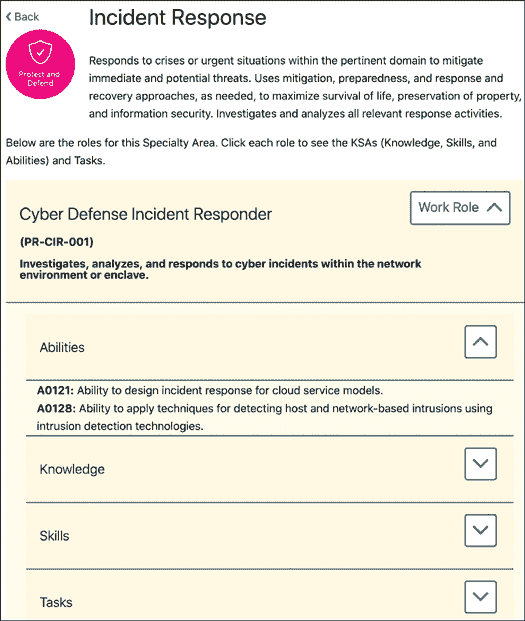 Back
Incident Response
Protect and
Defend
Responds to crises or urgent situations within the pertinent domain to mitigate
immediate and potential threats. Uses mitigation, preparedness, and response and
recovery approaches, as needed, to maximize survival of life, preservation of property,
and information security. Investigates and analyzes all relevant response activities.
Below are the roles for this Specialty Area. Click each role to see the KSAs (Knowledge, Skills, and
Abilities) and Tasks.
Cyber Defense Incident Responder
Work Role
(PR-CIR-001)
Investigates, analyzes, and responds to cyber incidents within the network
environment or enclave.
Abilities
A0121: Ability to design incident response for cloud service models.
A0128: Ability to apply techniques for detecting host and network-based intrusions using
intrusion detection technologies.
Knowledge
Skills
Tasks